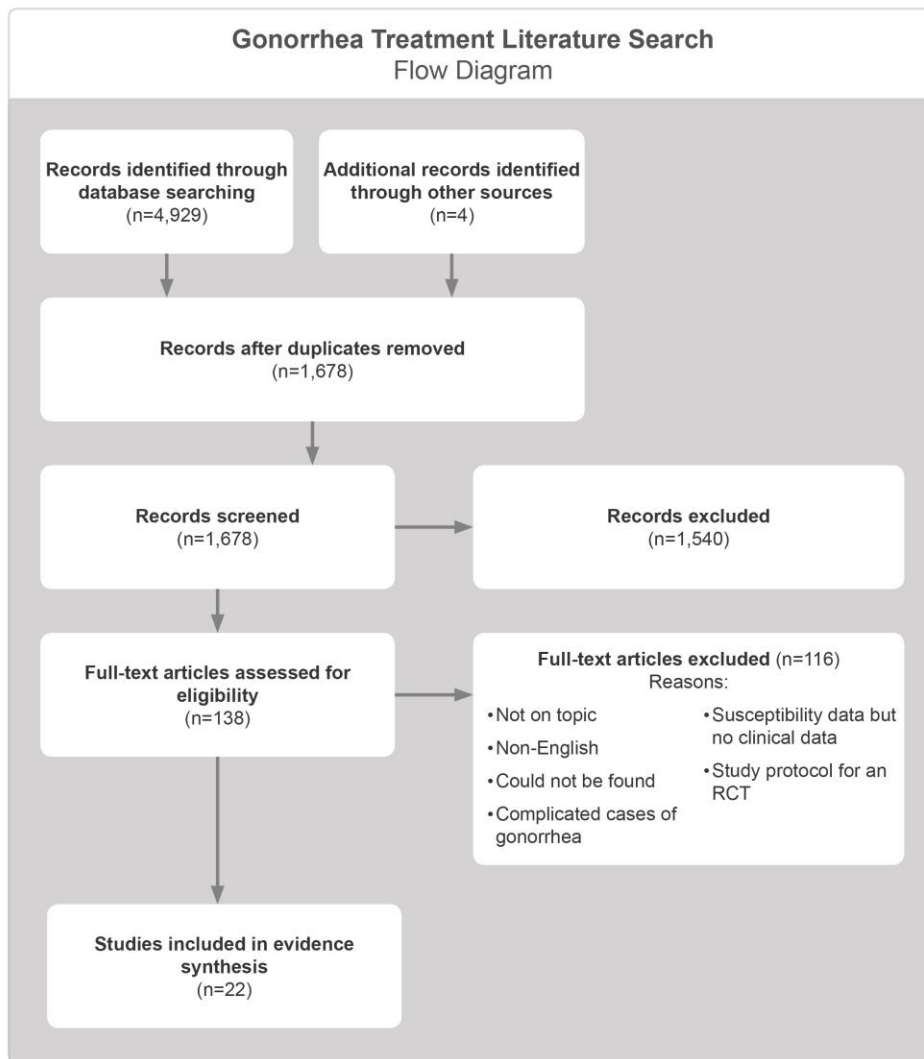 Gonorrhea Treatment Literature Search
Flow Diagram
Records identified through
database searching
(n=4,929)
Additional records identified
through other sources
(n=4)
Records after duplicates removed
(n=1,678)
Records screened
(n=1,678)
Records excluded
(n=1,540)
Full-text articles assessed for
eligibility
(n=138)
Full-text articles excluded (n=116)
Reasons:
•Not on topic
•Non-English
•Could not be found
•Complicated cases of
gonorrhea
•Susceptibility data but
no clinical data
•Study protocol for an
RCT
Studies included in evidence
synthesis
(n=22)